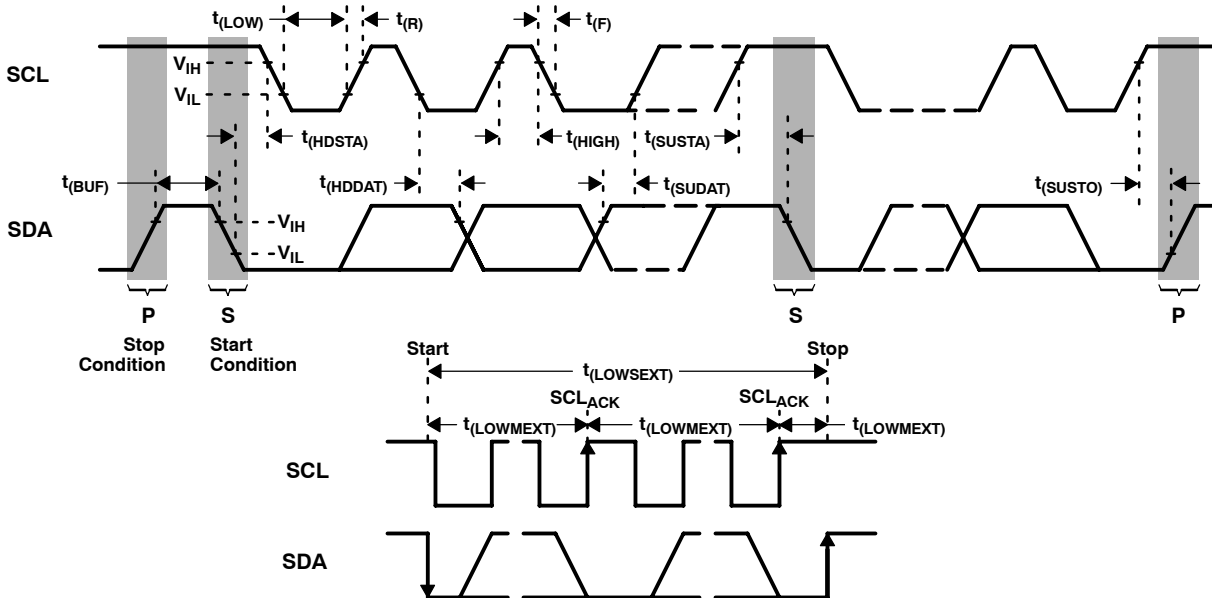 t(LOW) t(R) t(F)
SCL
VIH
VIL
t(HDSTA) t(HIGH) t(SUSTA)
t(BUF) t(HDDAT) t(SUDAT) t(SUSTO)
SDA
VIH
VIL
P S S P
Stop Condition
Start Condition
Start Stop
t(LOWSEXT)
SCLACK SCLACK
t(LOWMEXT) t(LOWMEXT) t(LOWMEXT)
SCL
SDA